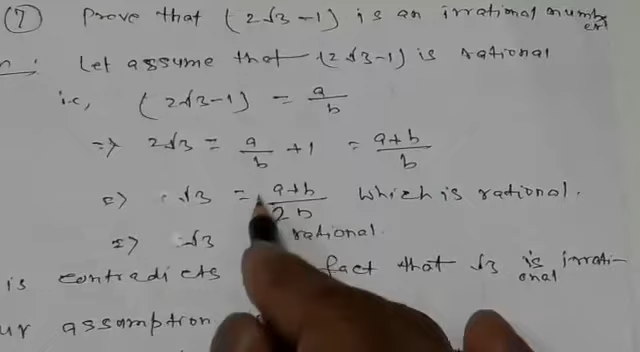 (7) Prove that (2√3-1) is an irrational number
Let assume that (2√3-1) is rational
i.e, (2√3-1) = a/b
=> 2√3 = a/b + 1 = a+b/b
=> √3 = a+b/2b which is rational.
=> √3 rational.
is contradicts fact that √3 is irrational
assumption